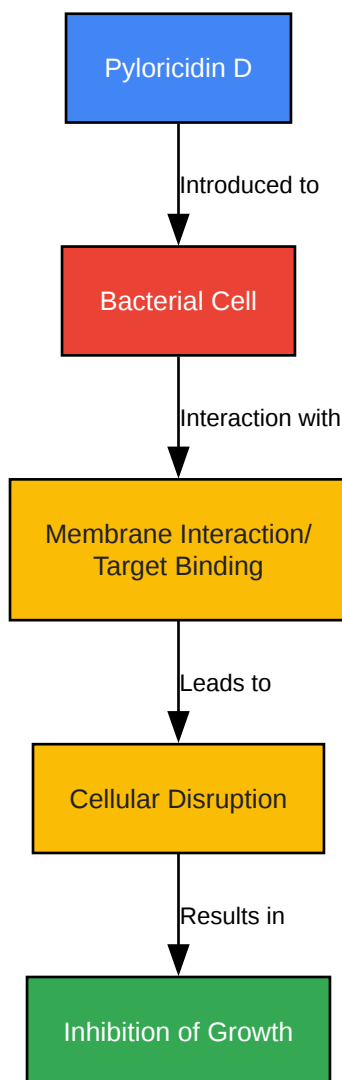 Pyloricidin D
Introduced to
Bacterial Cell
Interaction with
Membrane Interaction/
Target Binding
Leads to
Cellular Disruption
Results in
Inhibition of Growth